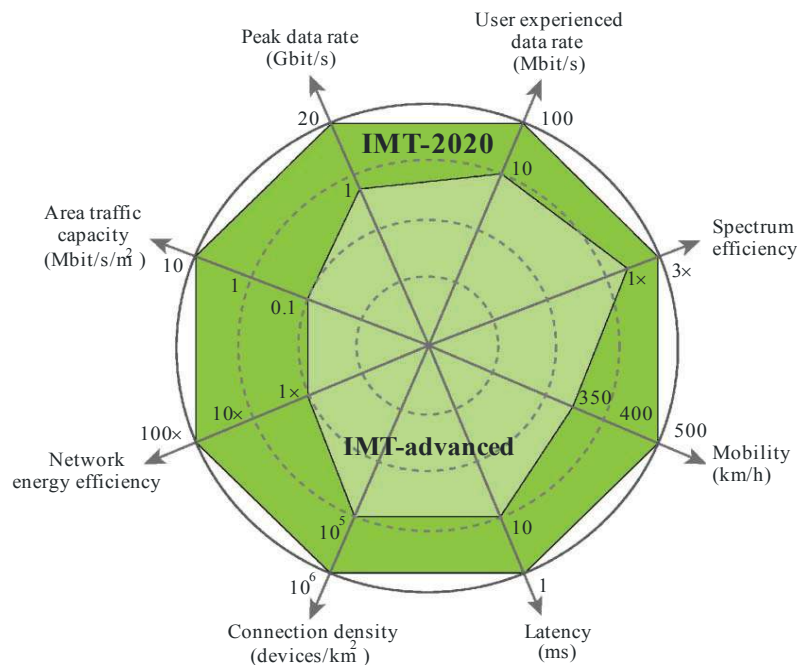 User experienced
data rate
(Mbit/s)
Peak data rate
(Gbit/s)
20
100
IMT-2020
1
10
Area traffic
capacity
(Mbit/s/m²)
10
1
0.1
Spectrum
efficiency
1×
3×
1×
10×
100×
350
400
500
Network
energy efficiency
IMT-advanced
Mobility
(km/h)
10⁵
10
10⁶
1
Connection density
(devices/km²)
Latency
(ms)